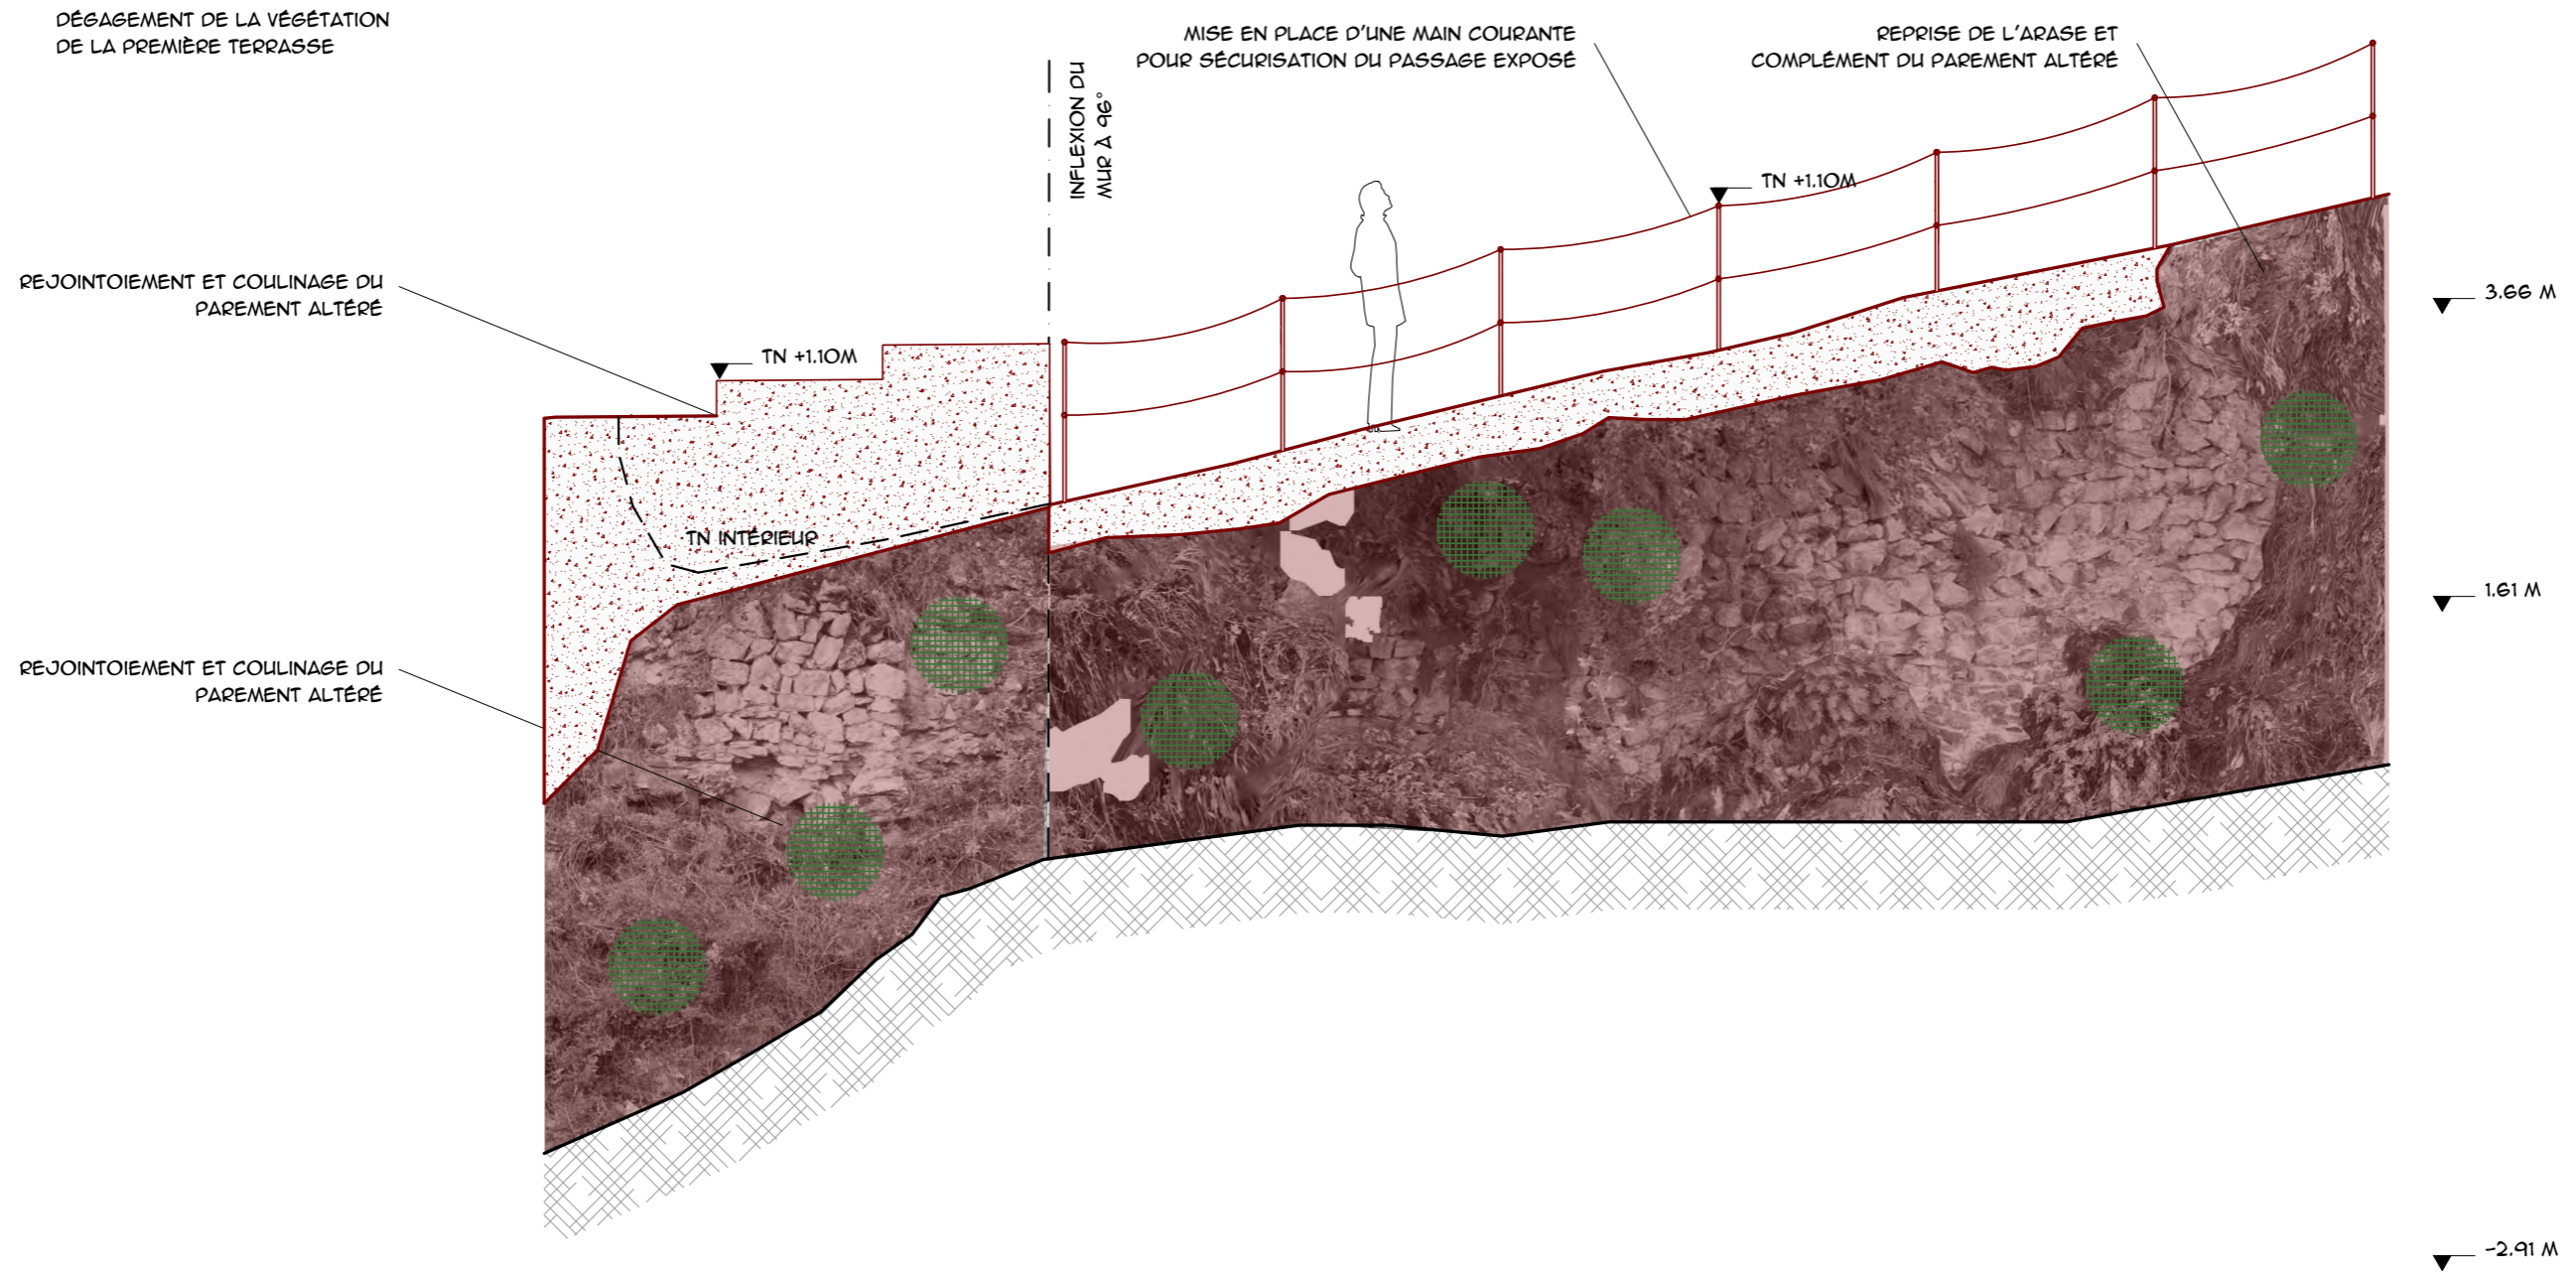 DÉGAGEMENT DE LA VÉGÉTATION
DE LA PREMIÈRE TERRASSE
MISE EN PLACE D'UNE MAIN COURANTE
POUR SÉCURISATION DU PASSAGE EXPOSÉ
REPRISE DE L'ARASE ET
COMPLÉMENT DU PAREMENT ALTÉRÉ
INFLEXION DU
MUR À 96°
TN +1.10M
REJOINTOIEMENT ET COULINAGE DU
PAREMENT ALTÉRÉ
3.66 M
TN +1.10M
TN INTÉRIEUR
1.61 M
REJOINTOIEMENT ET COULINAGE DU
PAREMENT ALTÉRÉ
-2.91 M